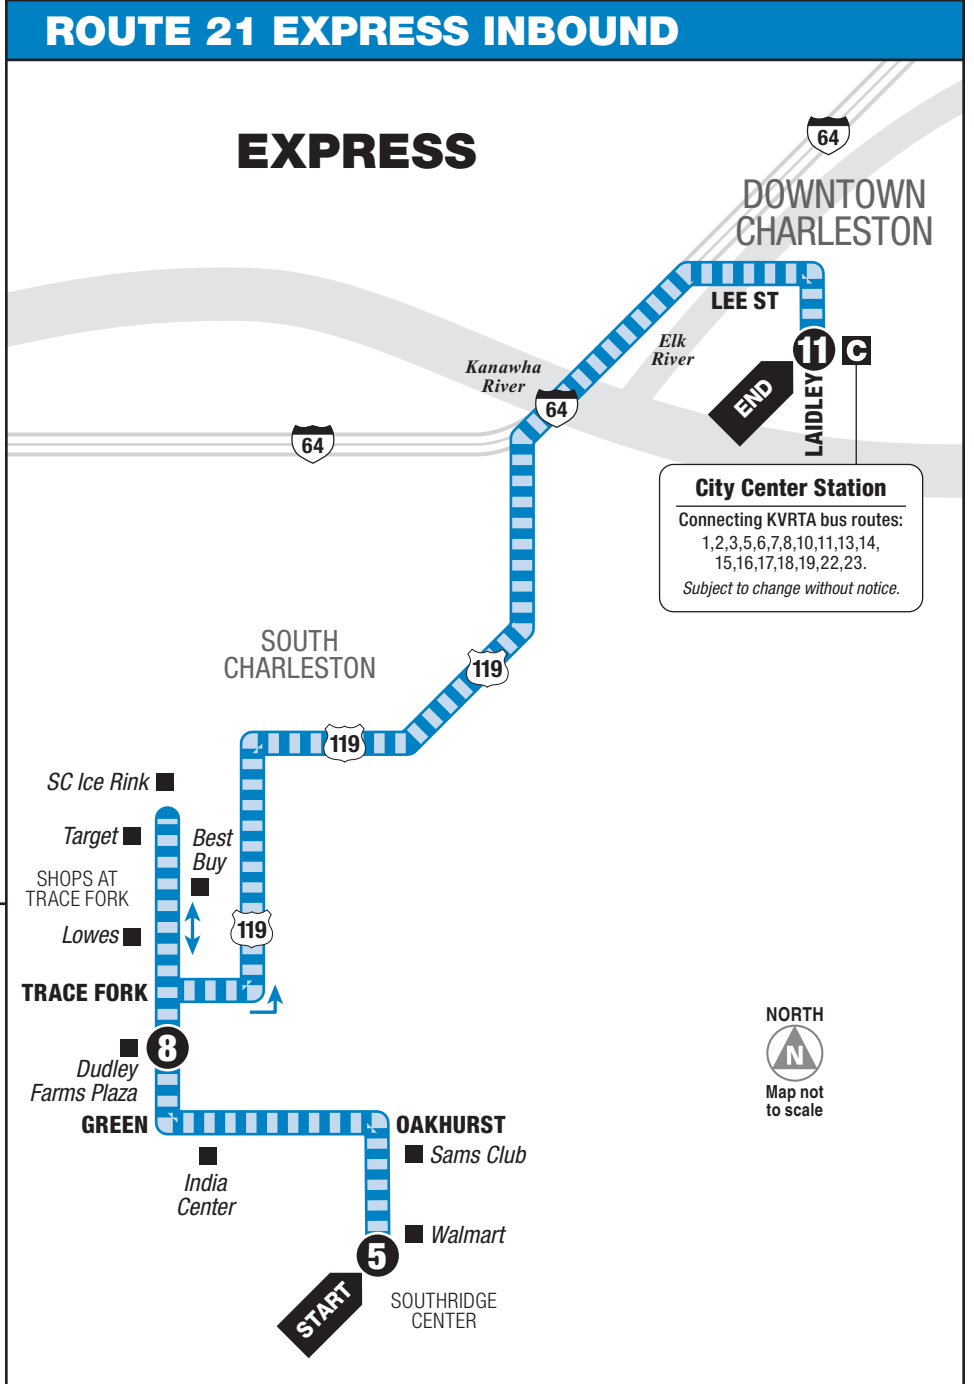 ROUTE 21 EXPRESS INBOUND
EXPRESS
64
DOWNTOWN
CHARLESTON
LEE ST
11
C
Elk
River
Kanawha
River
END
LAIDLEY
64
64
City Center Station
Connecting KVRTA bus routes:
1,2,3,5,6,7,8,10,11,13,14,
15,16,17,18,19,22,23.
Subject to change without notice.
SOUTH
CHARLESTON
119
119
SC Ice Rink
Target
Best
Buy
SHOPS AT
TRACE FORK
Lowes
119
TRACE FORK
NORTH
N
Map not
to scale
8
Dudley
Farms Plaza
GREEN
OAKHURST
Sams Club
India
Center
Walmart
5
START
SOUTHRIDGE
CENTER